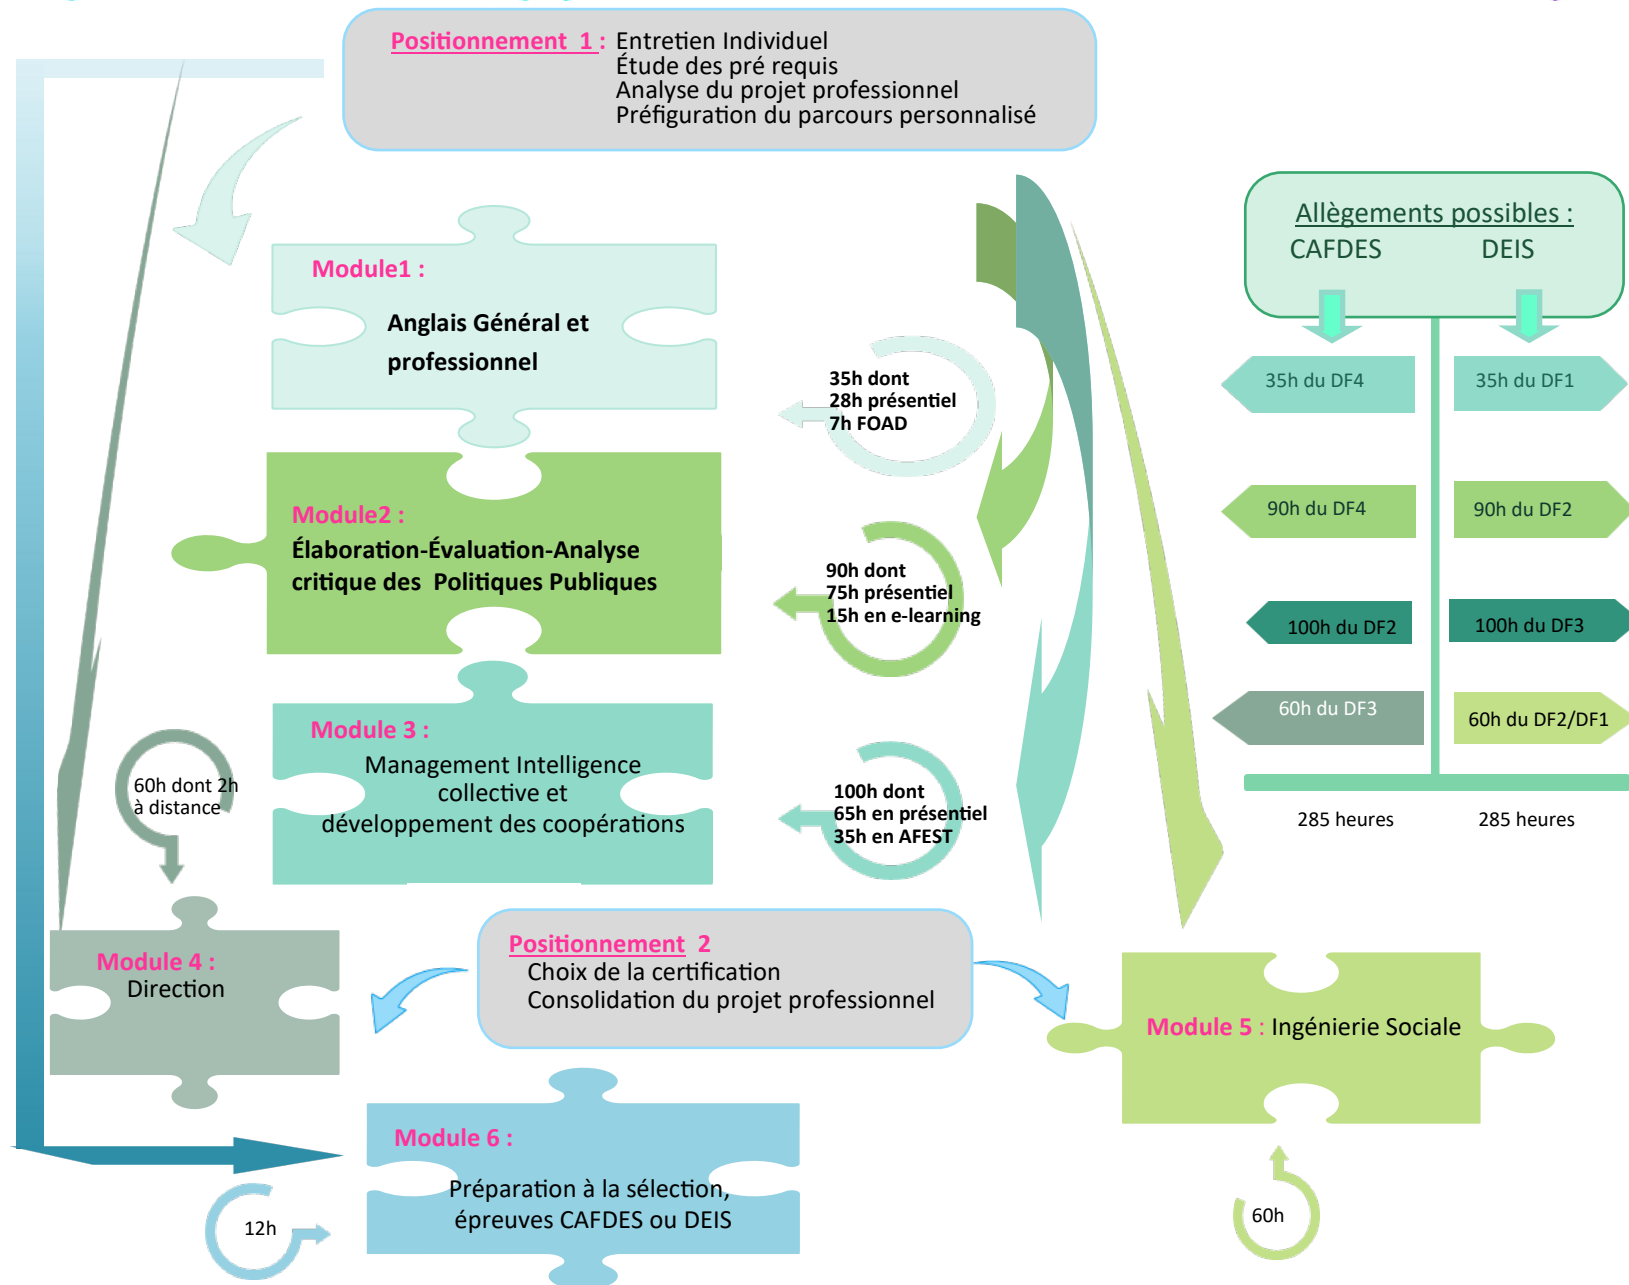 Positionnement 1 : Entretien Individuel
Étude des pré requis
Analyse du projet professionnel
Préfiguration du parcours personnalisé
Allègements possibles :
CAFDES DEIS
Module1 :
Anglais Général et
professionnel
35h dont
28h présentiel
7h FOAD
35h du DF4 35h du DF1
Module2 :
Élaboration-Évaluation-Analyse
critique des Politiques Publiques
90h dont
75h présentiel
15h en e-learning
90h du DF4 90h du DF2
100h du DF2 100h du DF3
60h du DF3 60h du DF2/DF1
285 heures 285 heures
Module 3 :
Management Intelligence
collective et
développement des coopérations
100h dont
65h en présentiel
35h en AFEST
60h dont 2h
à distance
Module 4 :
Direction
Positionnement 2
Choix de la certification
Consolidation du projet professionnel
Module 5 : Ingénierie Sociale
60h
Module 6 :
Préparation à la sélection,
épreuves CAFDES ou DEIS
12h